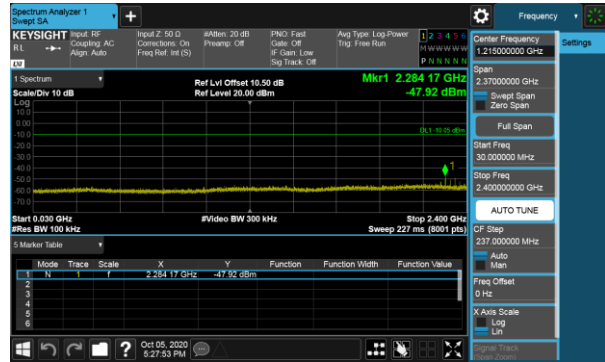 Spectrum Analyzer 1
Swept SA
+
Frequency
KEYSIGHT
RL
Input: RF
Coupling: AC
Align: Auto
Input Z: 50 Ω
Corrections: On
Freq Ref: Int (S)
#Atten: 20 dB
Preamp: Off
PNO: Fast
Gate: Off
IF Gain: Low
Sig Track: Off
Avg Type: Log-Power
Trig: Free Run
1 2 3 4 5 6
M W W W W W
P N N N N N
Center Frequency
1.215000000 GHz
Settings
Span
2.37000000 GHz
Swept Span
Zero Span
Full Span
Start Freq
30.000000 MHz
Stop Freq
2.400000000 GHz
AUTO TUNE
CF Step
237.000000 MHz
Auto
Man
Freq Offset
0 Hz
X Axis Scale
Log
Lin
Signal Track
(Span Zoom)
1 Spectrum
Scale/Div 10 dB
Ref Lvl Offset 10.50 dB
Ref Level 20.00 dBm
Mkr1 2.284 17 GHz
-47.92 dBm
Log
10.0
0.00
-10.0
-20.0
-30.0
-40.0
-50.0
-60.0
-70.0
DL1 -10.05 dBm
1
Start 0.030 GHz
#Res BW 100 kHz
#Video BW 300 kHz
Stop 2.400 GHz
Sweep 227 ms (8001 pts)
5 Marker Table
Mode Trace Scale X Y Function Function Width Function Value
1 N 1 f 2.284 17 GHz -47.92 dBm
2
3
4
5
6
?
Oct 05, 2020
5:27:53 PM